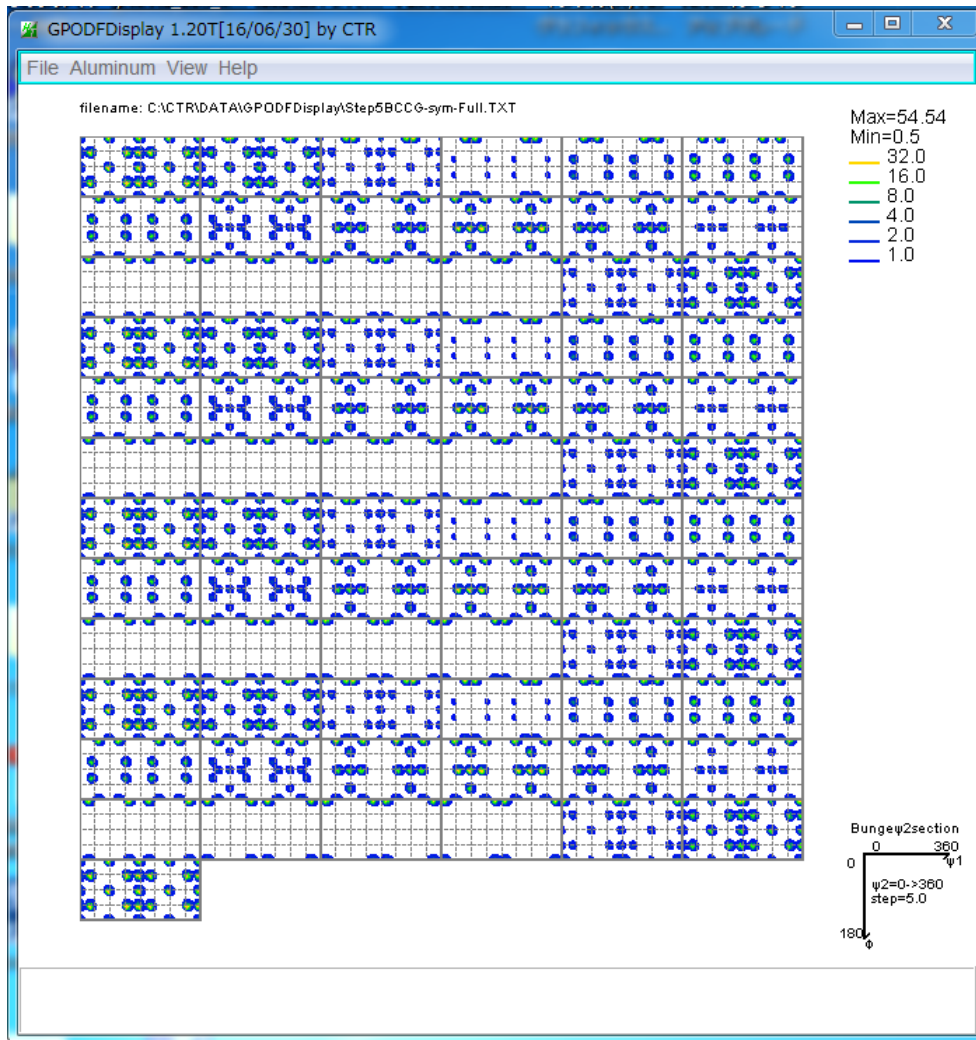 GPODFDisplay 1.20T[16/06/30] by CTR
File Aluminum View Help
filename: C:\CTR\DATA\GPODFDisplay\Step5BCCG-sym-Full.TXT
Max=54.54
Min=0.5
32.0
16.0
8.0
4.0
2.0
1.0
Bungeψ2section
0 360
0 ψ1
ψ2=0->360
step=5.0
180
Φ